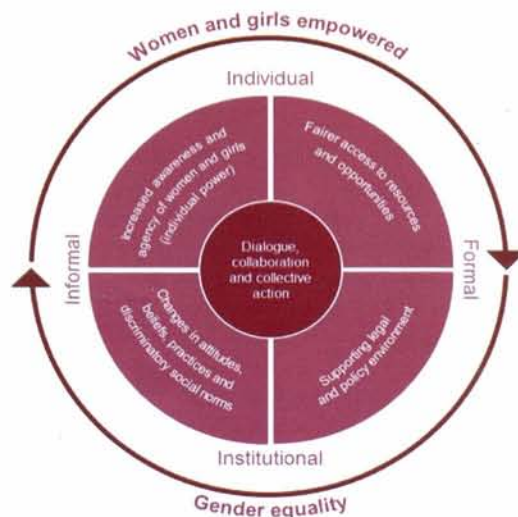 Women and girls empowered
Individual
Increased awareness and
agency of women and girls
(individual power)
Fairer access to resources
and opportunities
Informal
Dialogue,
collaboration
and collective
action
Formal
Changes in attitudes,
beliefs, practices and
discriminatory social norms
Supporting legal
and policy environment
Institutional
Gender equality